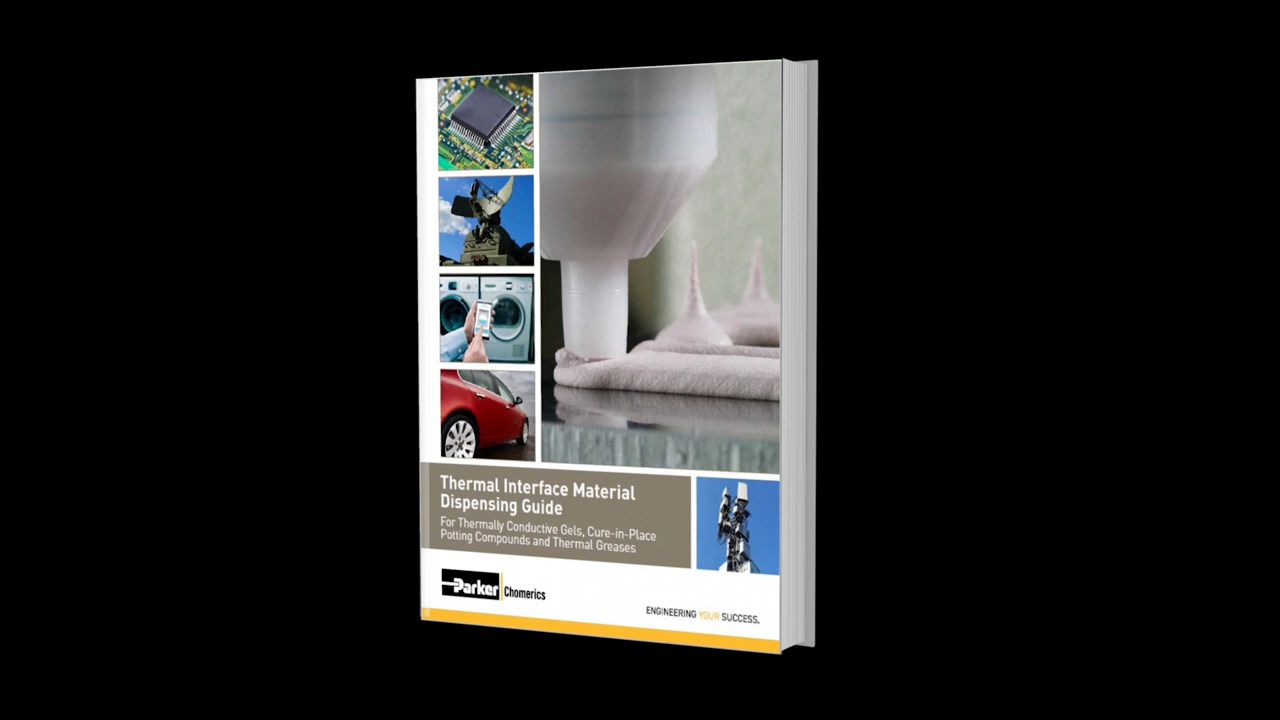 Thermal Interface Material
Dispensing Guide
For Thermally Conductive Gels, Cure-in-Place
Potting Compounds and Thermal Greases
Parker
Chomerics
ENGINEERING YOUR SUCCESS.